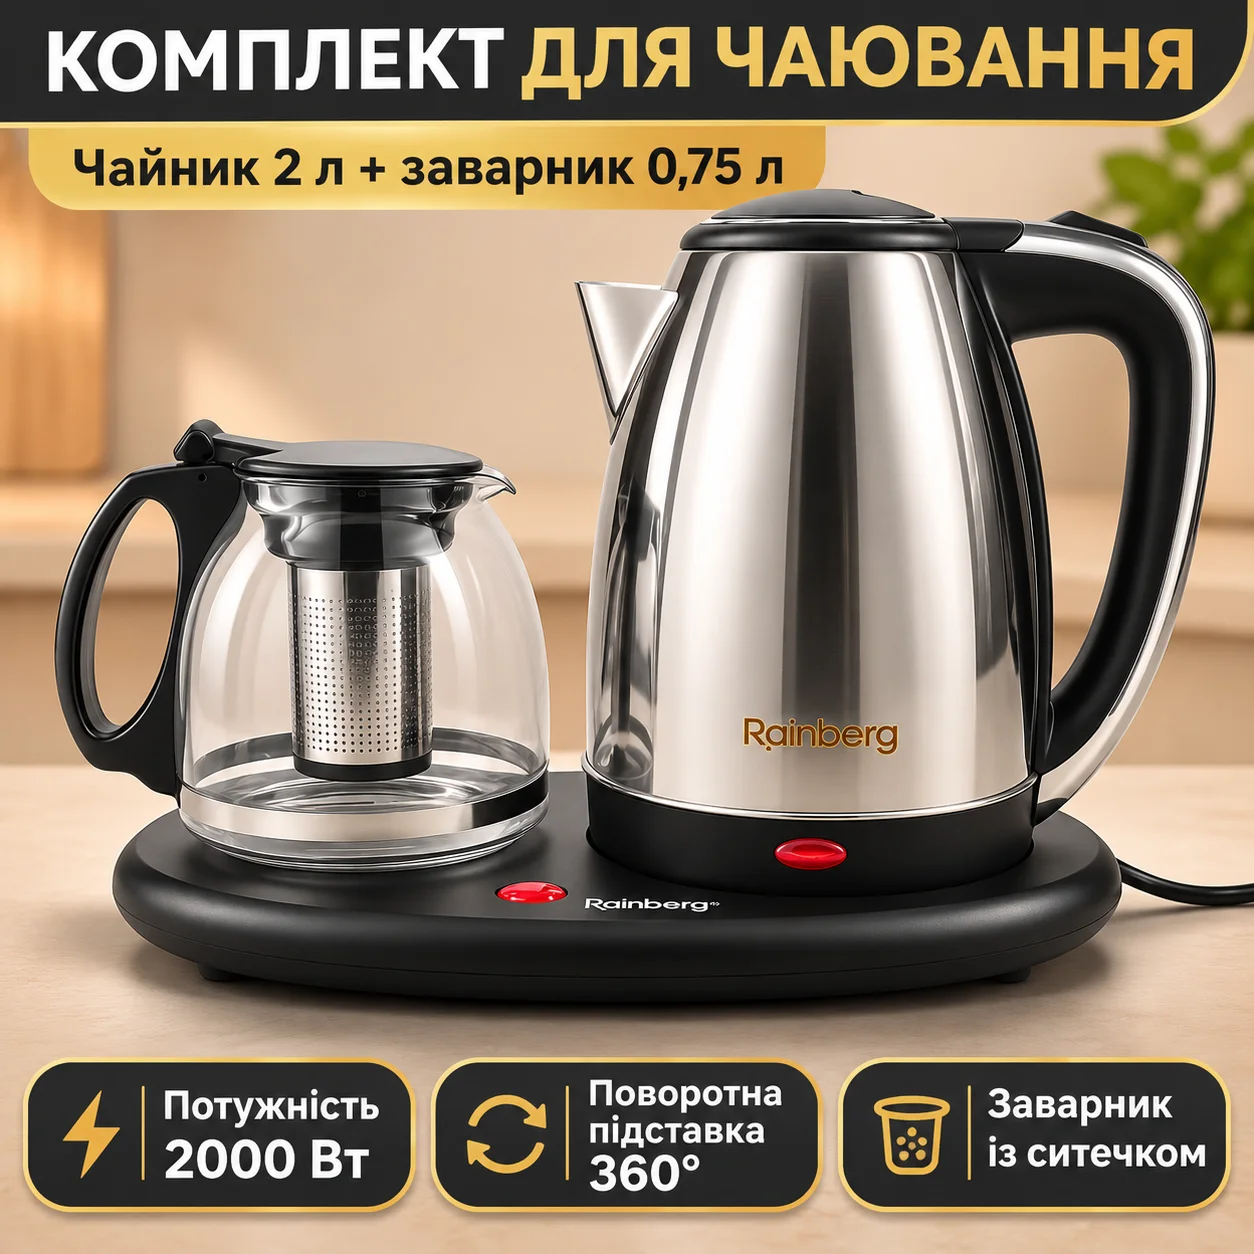 КОМПЛЕКТ ДЛЯ ЧАЮВАННЯ
Чайник 2 л + заварник 0,75 л
Rainberg
Rainberg
Потужність
2000 Вт
Поворотна
підставка
360°
Заварник
із ситечком